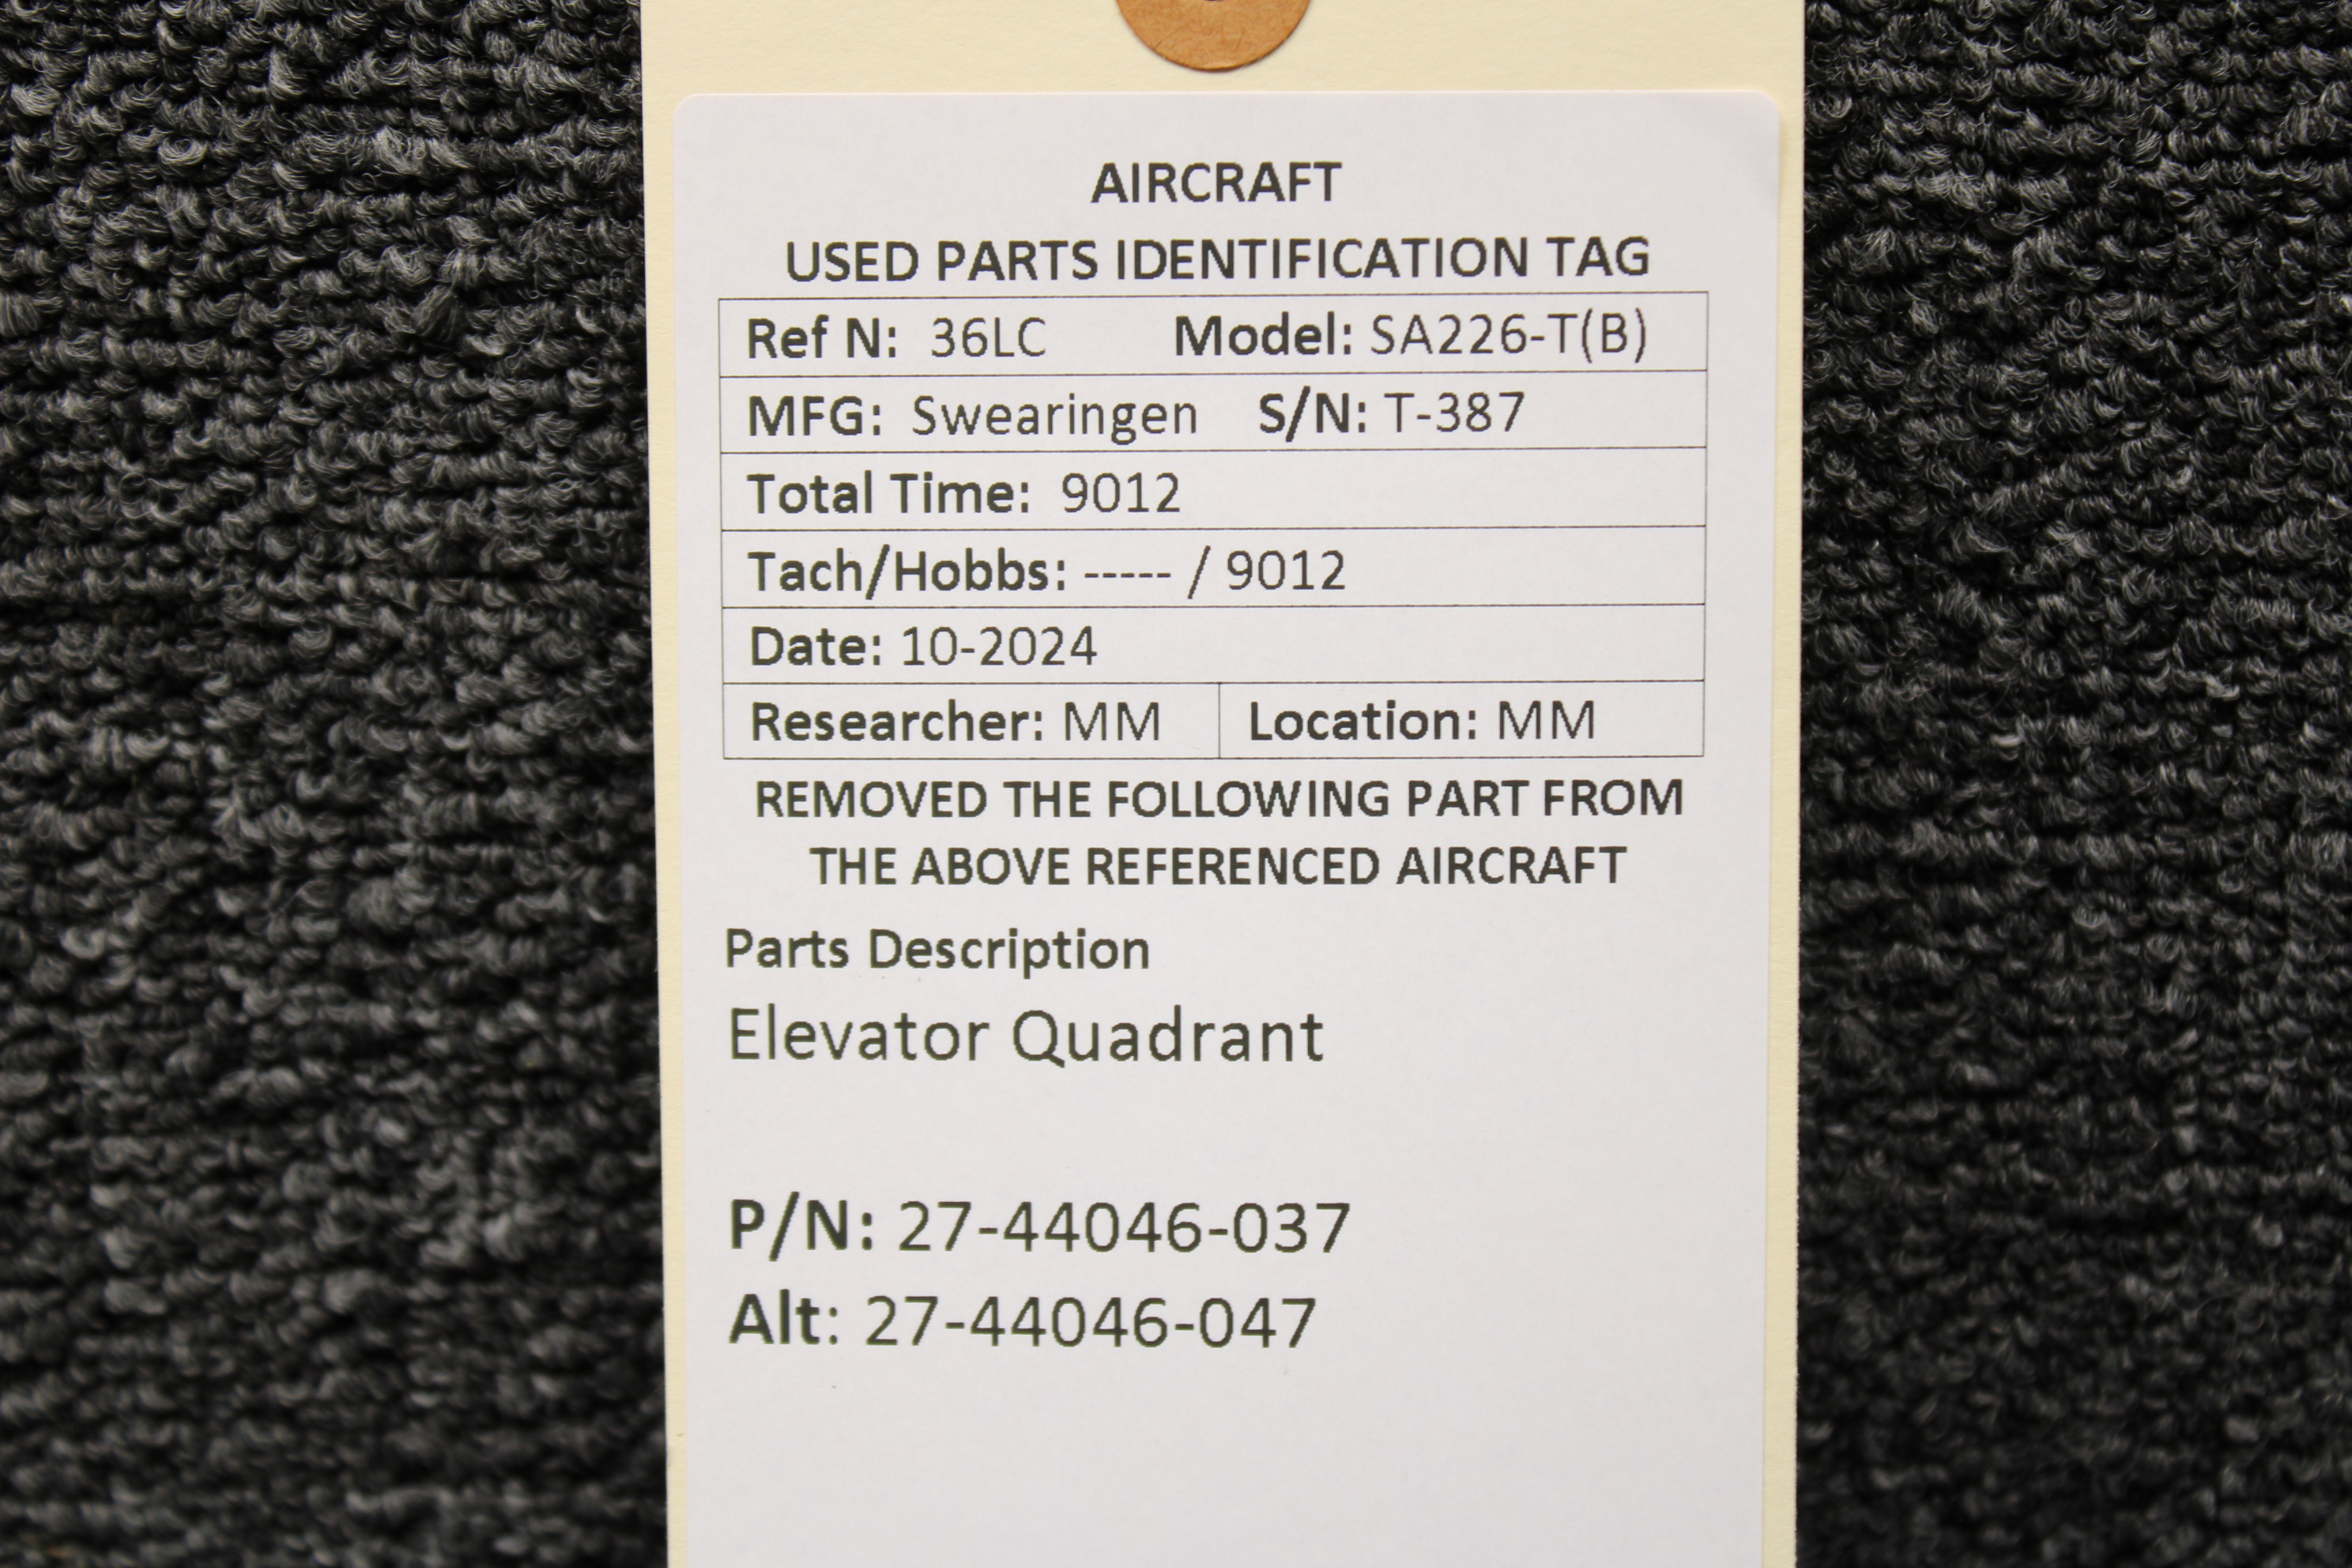 AIRCRAFT
USED PARTS IDENTIFICATION TAG
Ref N: 36LC Model: SA226-T(B)
MFG: Swearingen S/N: T-387
Total Time: 9012
Tach/Hobbs: ----- / 9012
Date: 10-2024
Researcher: MM Location: MM
REMOVED THE FOLLOWING PART FROM
THE ABOVE REFERENCED AIRCRAFT
Parts Description
Elevator Quadrant
P/N: 27-44046-037
Alt: 27-44046-047